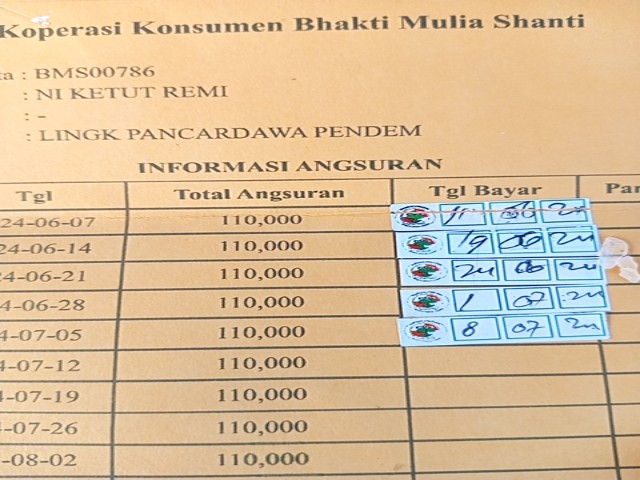 Koperasi Konsumen Bhakti Mulia Shanti
ta : BMS00786
: NI KETUT REMI
: -
: LINGK PANCARDAWA PENDEM
INFORMASI ANGSURAN
Tgl Total Angsuran Tgl Bayar Par
24-06-07 110,000 11 06 24
24-06-14 110,000 19 06 24
4-06-21 110,000 24 06 24
4-06-28 110,000 1 07 24
4-07-05 110,000 8 07 24
4-07-12 110,000
4-07-19 110,000
-07-26 110,000
-08-02 110,000